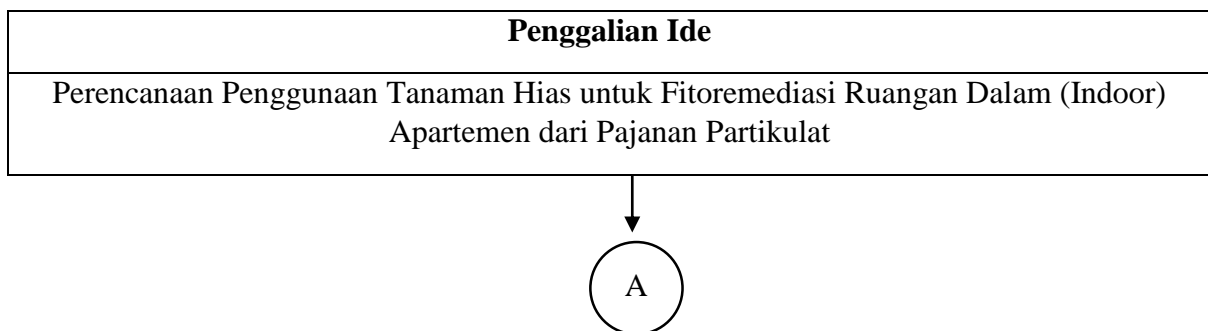 Penggalian Ide
Perencanaan Penggunaan Tanaman Hias untuk Fitoremediasi Ruangan Dalam (Indoor)
Apartemen dari Pajanan Partikulat
A